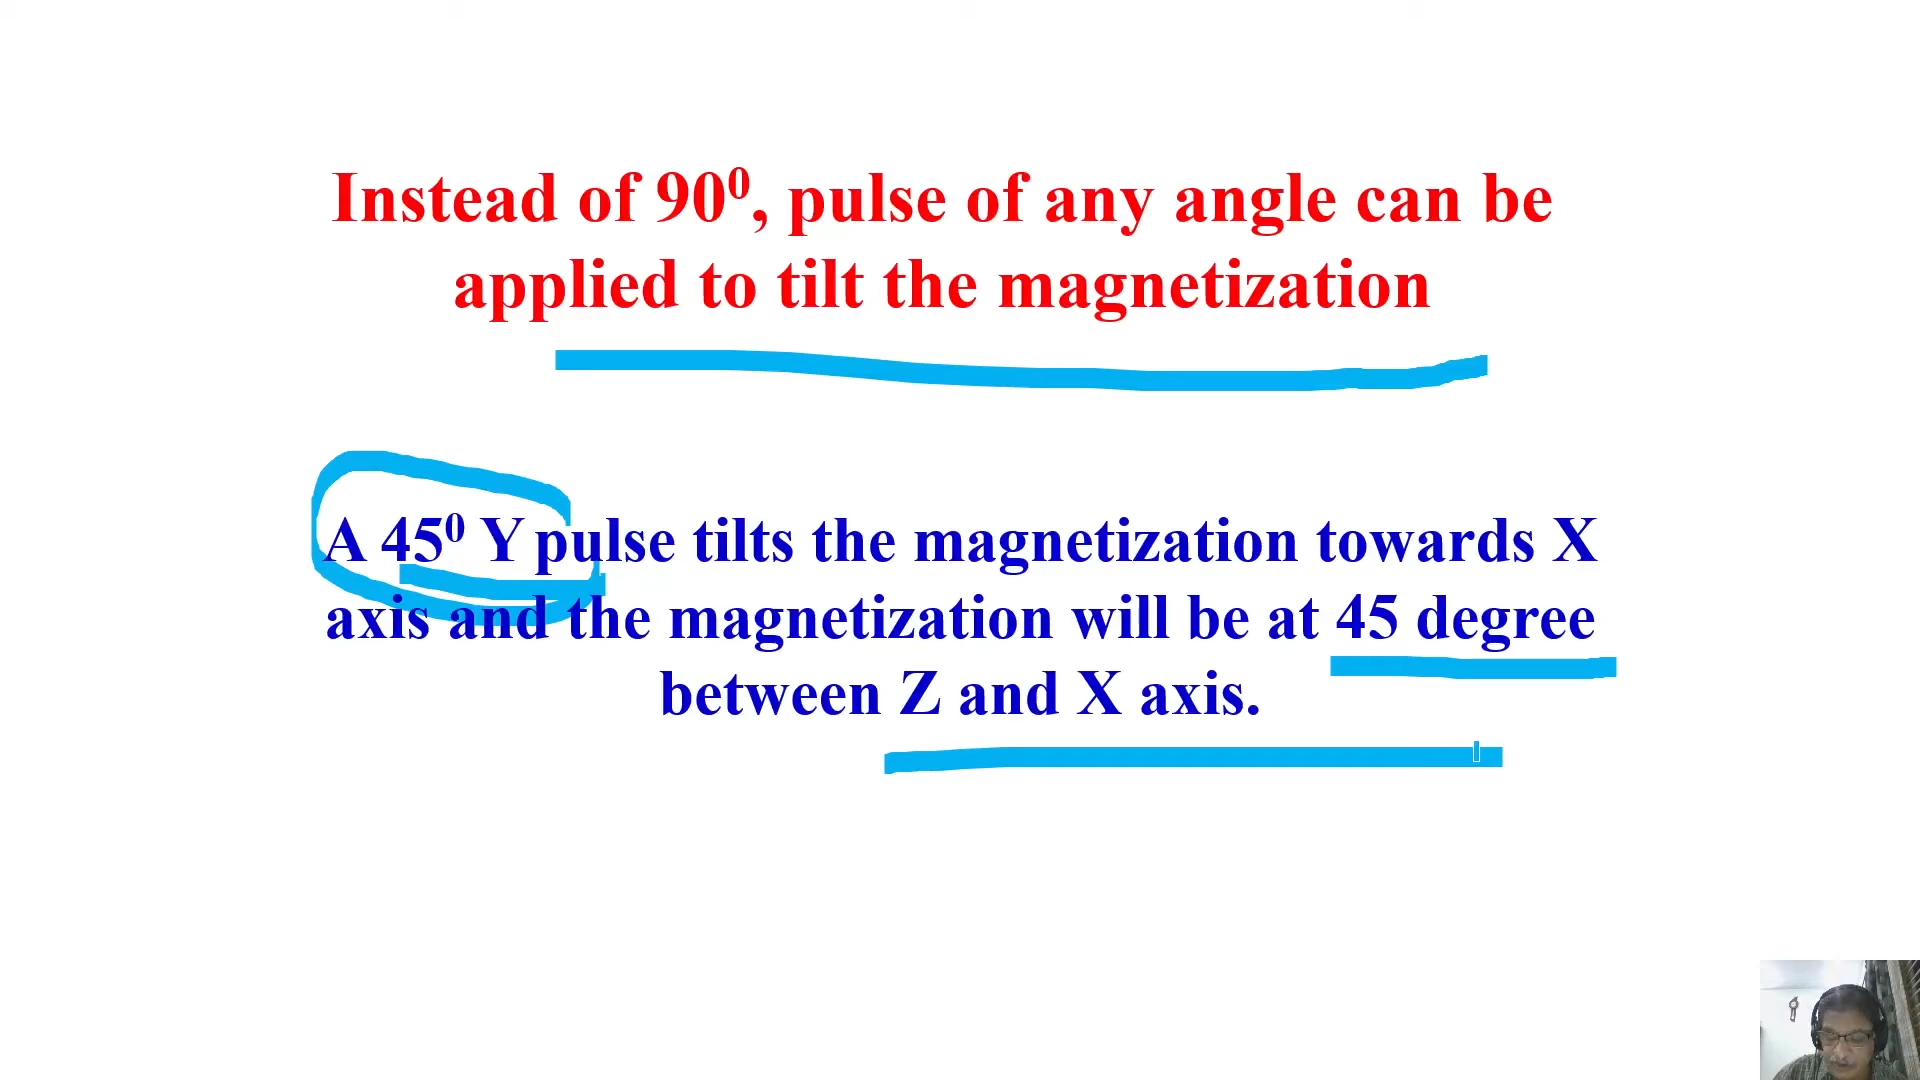 Instead of 90⁰, pulse of any angle can be
applied to tilt the magnetization
A 45⁰ Y pulse tilts the magnetization towards X
axis and the magnetization will be at 45 degree
between Z and X axis.